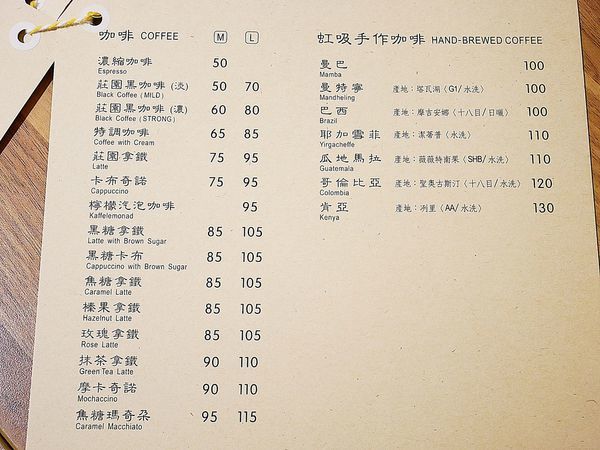 咖啡 COFFEE M L
濃縮咖啡 50
Espresso
莊園黑咖啡(淡) 50 70
Black Coffee (MILD)
莊園黑咖啡(濃) 60 80
Black Coffee (STRONG)
特調咖啡 65 85
Coffee with Cream
莊園拿鐵 75 95
Latte
卡布奇諾 75 95
Cappuccino
檸檬汽泡咖啡 95
Kaffelemonad
黑糖拿鐵 85 105
Latte with Brown Sugar
黑糖卡布 85 105
Cappuccino with Brown Sugar
焦糖拿鐵 85 105
Caramel Latte
榛果拿鐵 85 105
Hazelnut Latte
玫瑰拿鐵 85 105
Rose Latte
抹茶拿鐵 90 110
Green Tea Latte
摩卡奇諾 90 110
Mochaccino
焦糖瑪奇朵 95 115
Caramel Macchiato
虹吸手作咖啡 HAND-BREWED COFFEE
曼巴 100
Mamba
曼特寧 產地:塔瓦湖(G1/水洗) 100
Mandheling
巴西 產地:摩吉安娜(十八目/日曬) 100
Brazil
耶加雪菲 產地:潔蕾普(水洗) 110
Yirgacheffe
瓜地馬拉 產地:薇薇特南果(SHB/水洗) 110
Guatemala
哥倫比亞 產地:聖奧古斯汀(十八目/水洗) 120
Colombia
肯亞 產地:冽里(AA/水洗) 130
Kenya